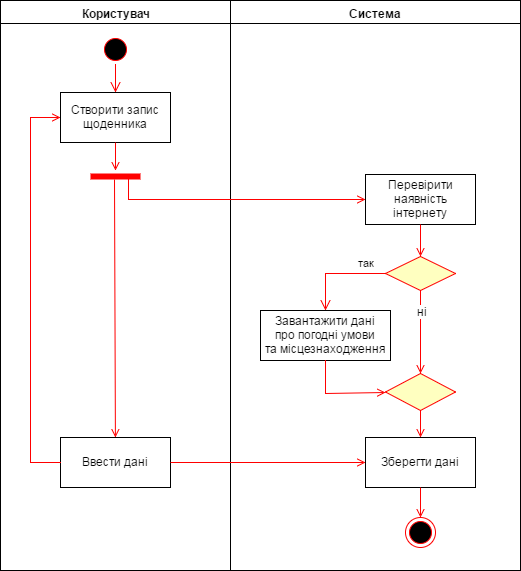 Користувач
Система
Створити запис
щоденника
Перевірити
наявність
інтернету
так
ні
Завантажити дані
про погодні умови
та місцезнаходження
Ввести дані
Зберегти дані